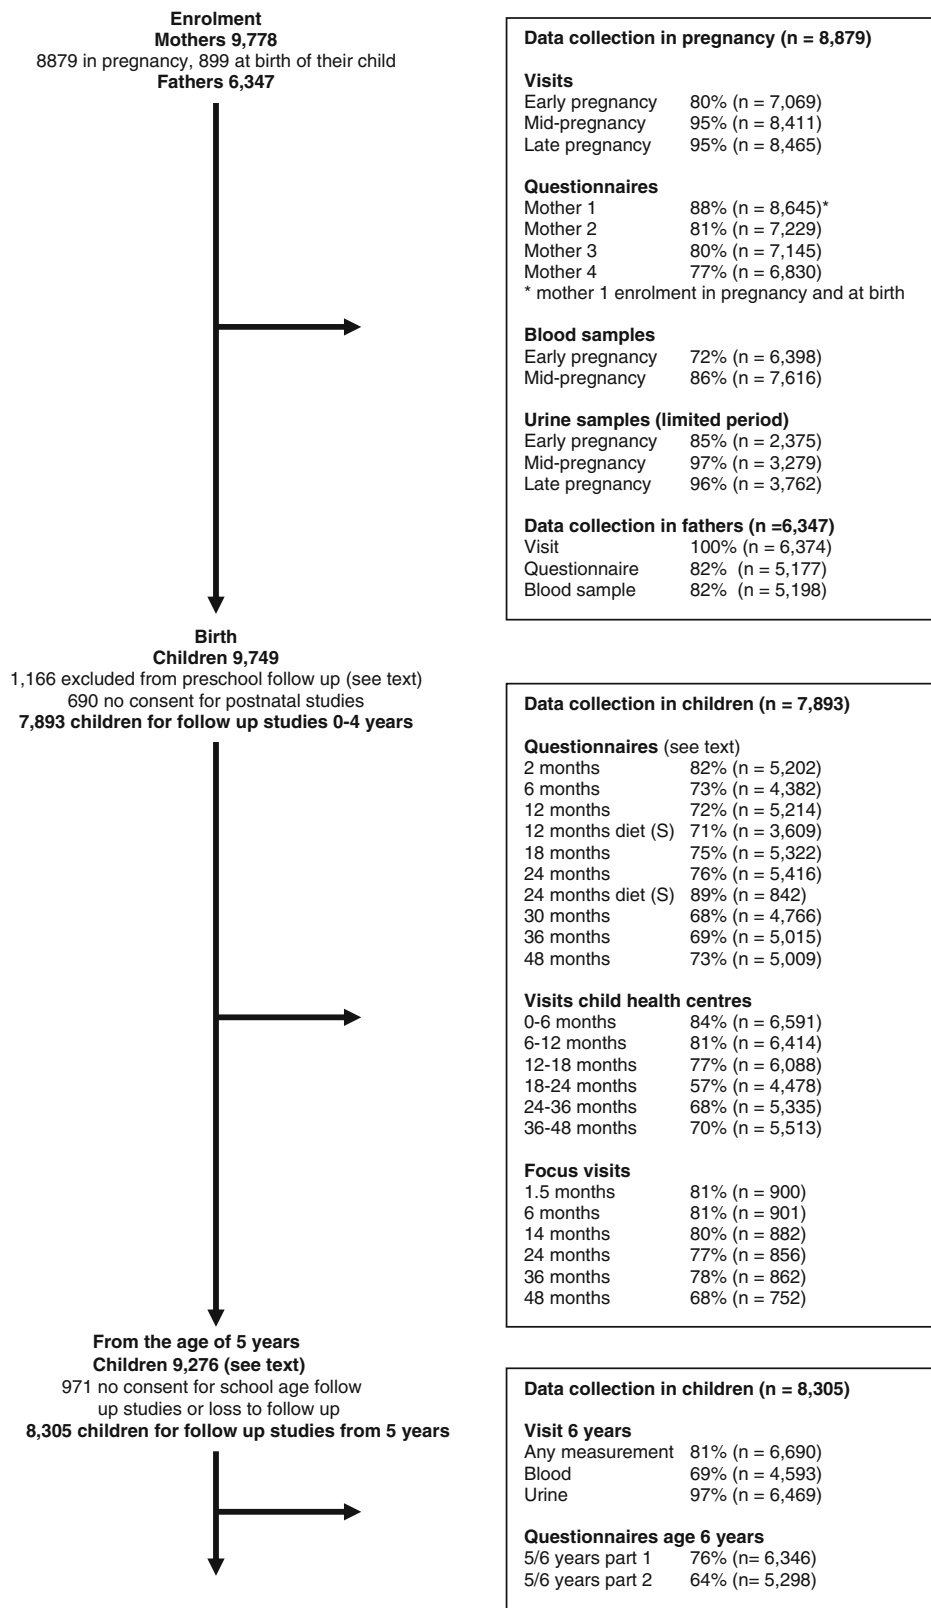 Enrolment
Mothers 9,778
8879 in pregnancy, 899 at birth of their child
Fathers 6,347
Data collection in pregnancy (n = 8,879)
Visits
Early pregnancy 80% (n = 7,069)
Mid-pregnancy 95% (n = 8,411)
Late pregnancy 95% (n = 8,465)
Questionnaires
Mother 1 88% (n = 8,645)*
Mother 2 81% (n = 7,229)
Mother 3 80% (n = 7,145)
Mother 4 77% (n = 6,830)
* mother 1 enrolment in pregnancy and at birth
Blood samples
Early pregnancy 72% (n = 6,398)
Mid-pregnancy 86% (n = 7,616)
Urine samples (limited period)
Early pregnancy 85% (n = 2,375)
Mid-pregnancy 97% (n = 3,279)
Late pregnancy 96% (n = 3,762)
Data collection in fathers (n =6,347)
Visit 100% (n = 6,374)
Questionnaire 82% (n = 5,177)
Blood sample 82% (n = 5,198)
Birth
Children 9,749
1,166 excluded from preschool follow up (see text)
690 no consent for postnatal studies
7,893 children for follow up studies 0-4 years
Data collection in children (n = 7,893)
Questionnaires (see text)
2 months 82% (n = 5,202)
6 months 73% (n = 4,382)
12 months 72% (n = 5,214)
12 months diet (S) 71% (n = 3,609)
18 months 75% (n = 5,322)
24 months 76% (n = 5,416)
24 months diet (S) 89% (n = 842)
30 months 68% (n = 4,766)
36 months 69% (n = 5,015)
48 months 73% (n = 5,009)
Visits child health centres
0-6 months 84% (n = 6,591)
6-12 months 81% (n = 6,414)
12-18 months 77% (n = 6,088)
18-24 months 57% (n = 4,478)
24-36 months 68% (n = 5,335)
36-48 months 70% (n = 5,513)
Focus visits
1.5 months 81% (n = 900)
6 months 81% (n = 901)
14 months 80% (n = 882)
24 months 77% (n = 856)
36 months 78% (n = 862)
48 months 68% (n = 752)
From the age of 5 years
Children 9,276 (see text)
971 no consent for school age follow
up studies or loss to follow up
8,305 children for follow up studies from 5 years
Data collection in children (n = 8,305)
Visit 6 years
Any measurement 81% (n = 6,690)
Blood 69% (n = 4,593)
Urine 97% (n = 6,469)
Questionnaires age 6 years
5/6 years part 1 76% (n= 6,346)
5/6 years part 2 64% (n= 5,298)